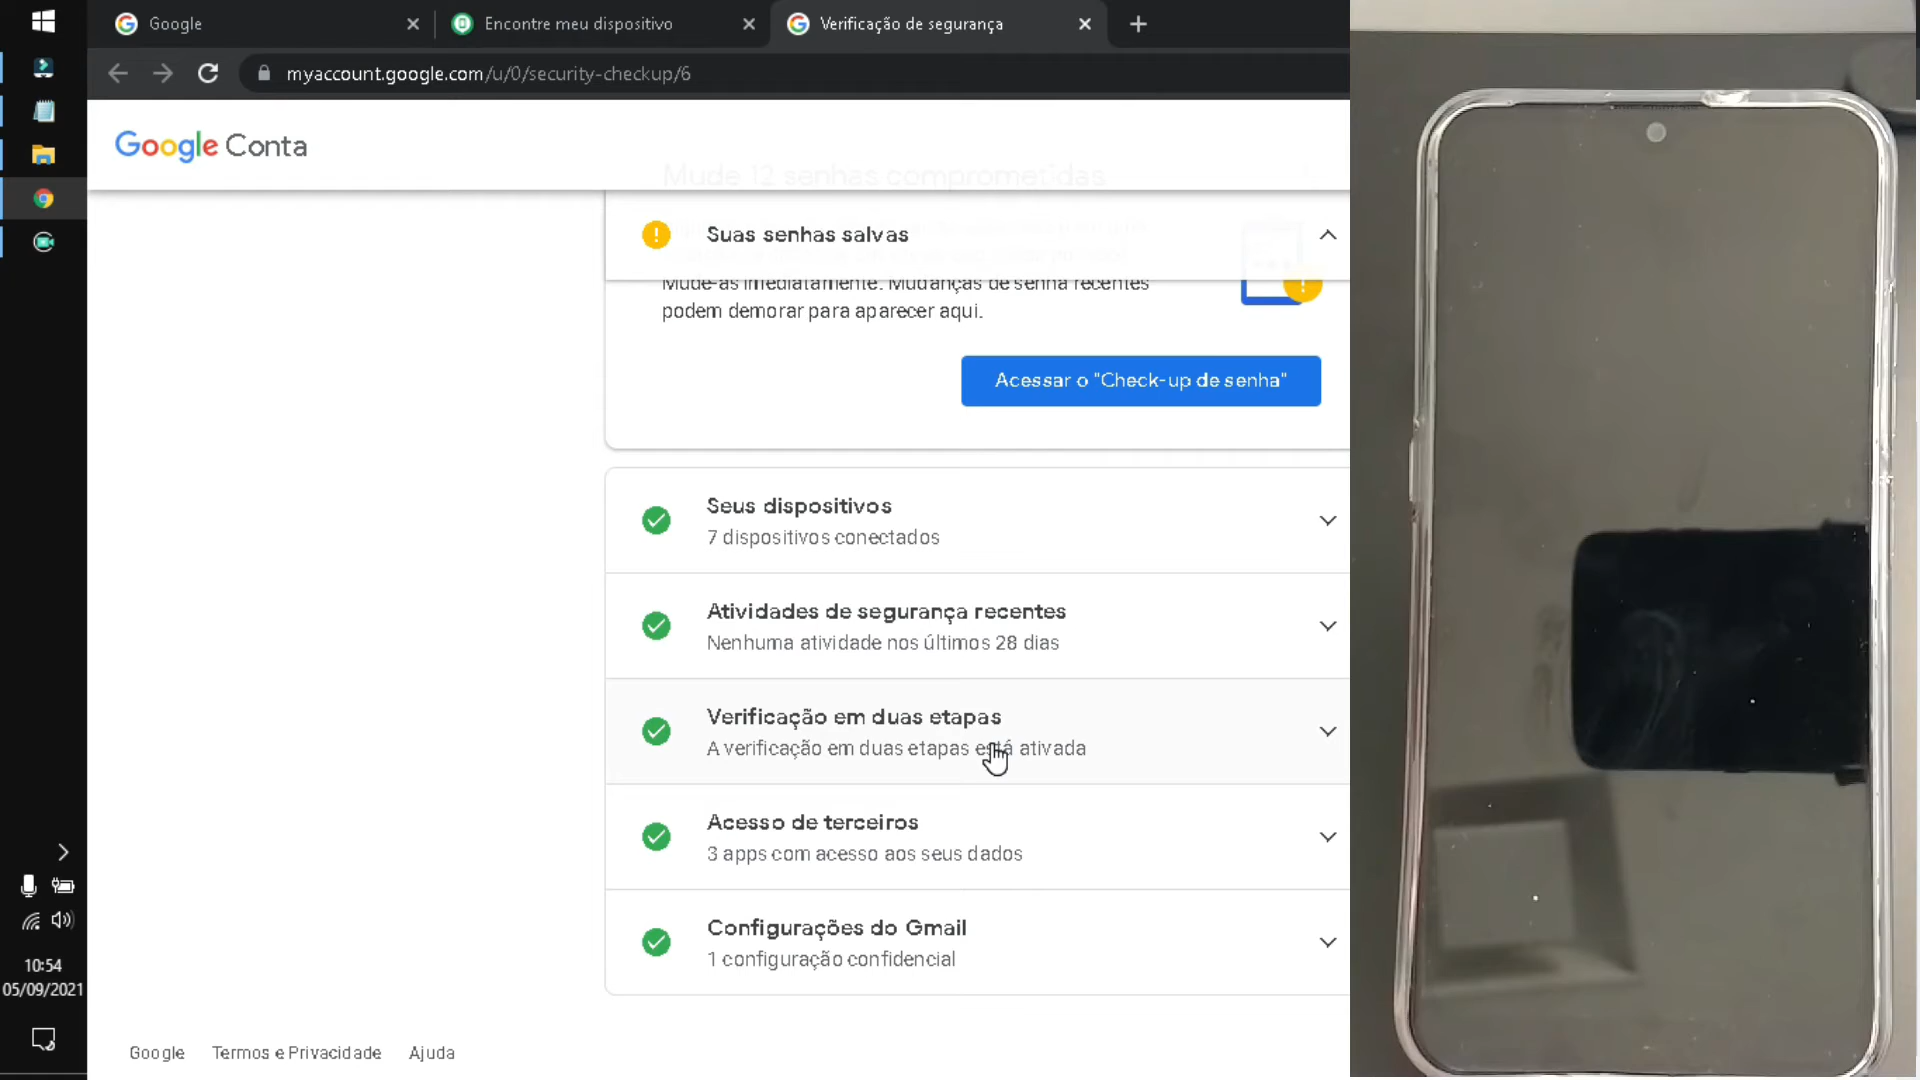 Google
Encontre meu dispositivo
Verificação de segurança
myaccount.google.com/u/0/security-checkup/6
Google Conta
Mude 12 senhas comprometidas
Suas senhas salvas
Mude-as imediatamente. Mudanças de senha recentes
podem demorar para aparecer aqui.
Acessar o "Check-up de senha"
Seus dispositivos
7 dispositivos conectados
Atividades de segurança recentes
Nenhuma atividade nos últimos 28 dias
Verificação em duas etapas
A verificação em duas etapas está ativada
Acesso de terceiros
3 apps com acesso aos seus dados
Configurações do Gmail
1 configuração confidencial
10:54
05/09/2021
Google Termos e Privacidade Ajuda